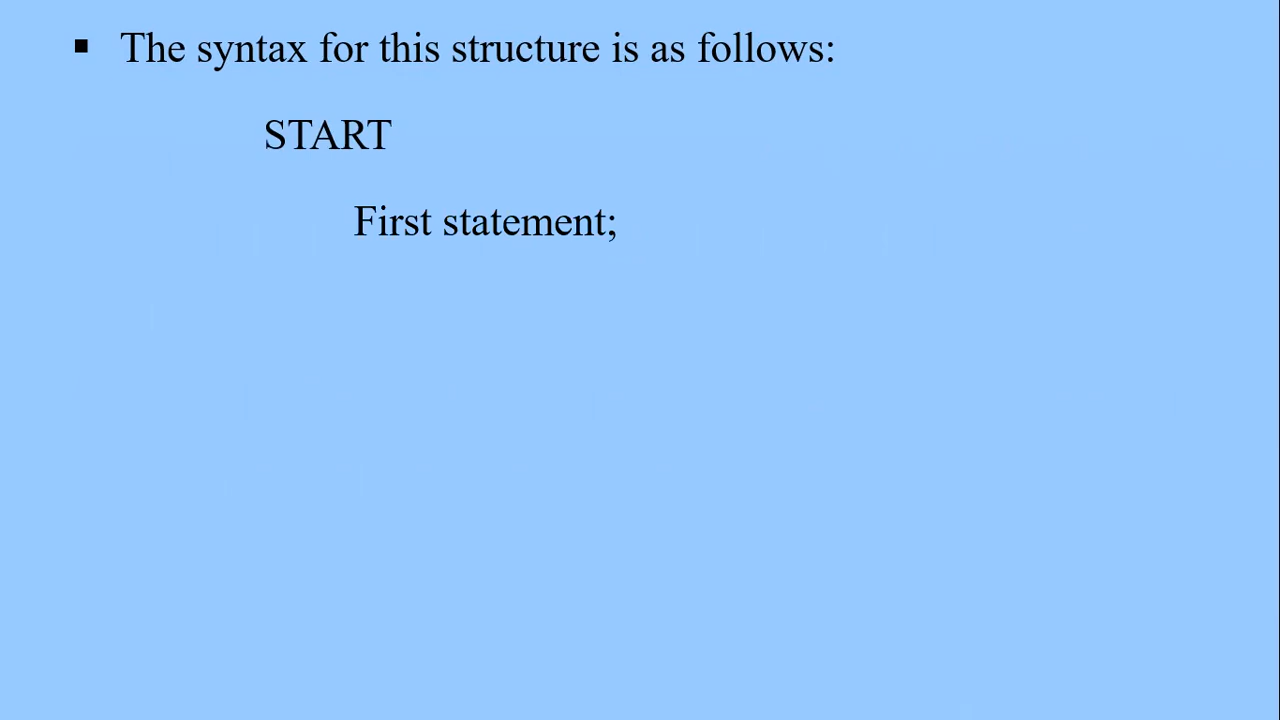 ▪ The syntax for this structure is as follows:
START
First statement;